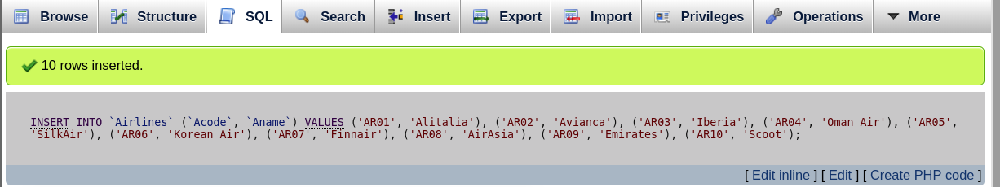 Browse Structure SQL Search Insert Export Import Privileges Operations More
10 rows inserted.
INSERT INTO `Airlines` (`Acode`, `Aname`) VALUES ('AR01', 'Alitalia'), ('AR02', 'Avianca'), ('AR03', 'Iberia'), ('AR04', 'Oman Air'), ('AR05',
'SilkAir'), ('AR06', 'Korean Air'), ('AR07', 'Finnair'), ('AR08', 'AirAsia'), ('AR09', 'Emirates'), ('AR10', 'Scoot');
[ Edit inline ] [ Edit ] [ Create PHP code ]